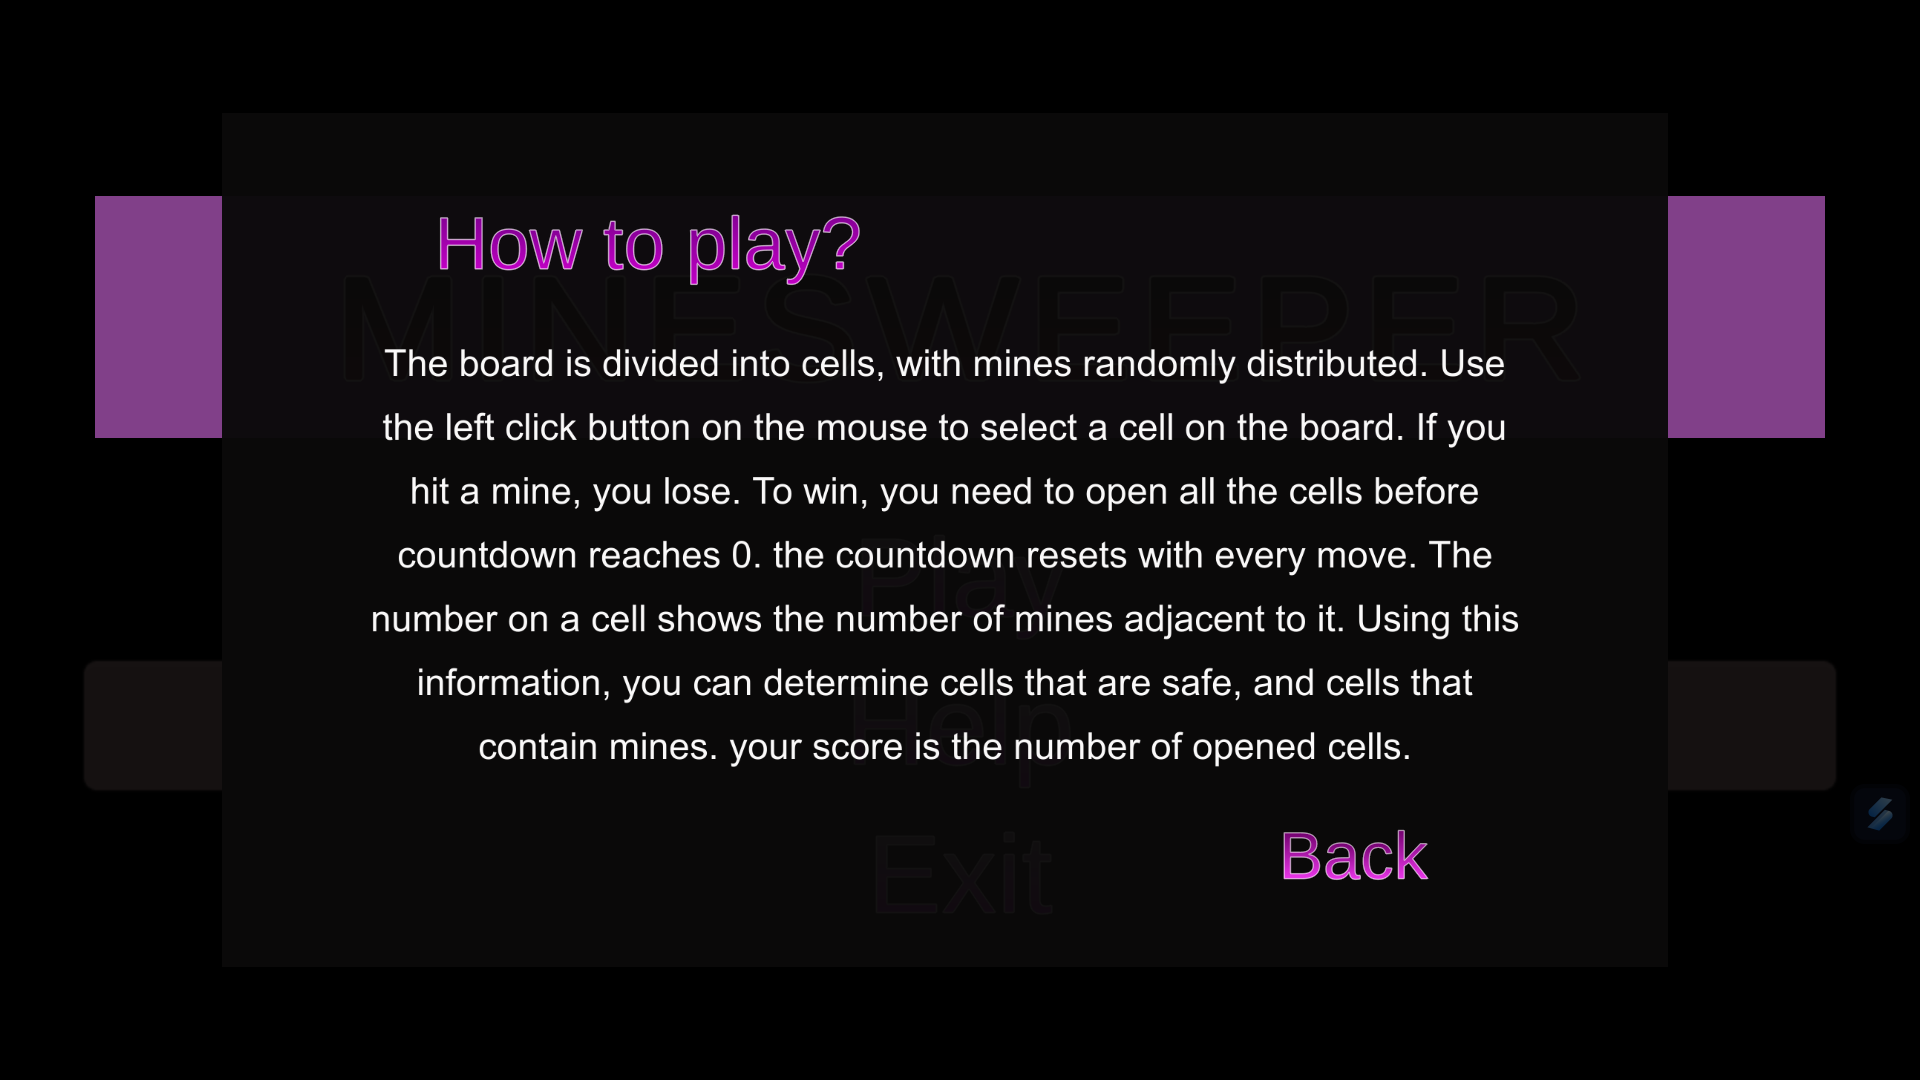 How to play?
MINESWEEPER
The board is divided into cells, with mines randomly distributed. Use
the left click button on the mouse to select a cell on the board. If you
hit a mine, you lose. To win, you need to open all the cells before
countdown reaches 0. the countdown resets with every move. The
Play
number on a cell shows the number of mines adjacent to it. Using this
information, you can determine cells that are safe, and cells that
Help
contain mines. your score is the number of opened cells.
Exit
Back